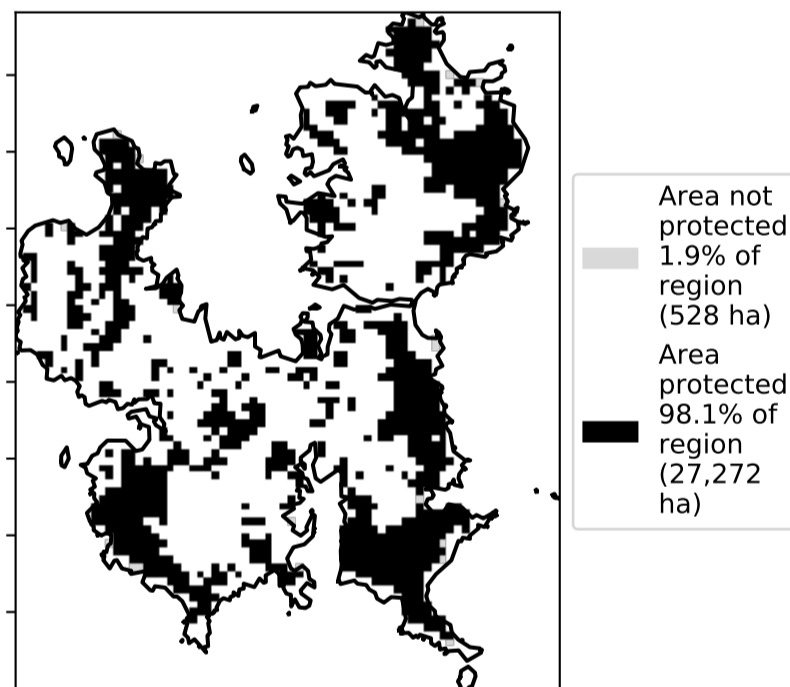 Area not
protected
1.9% of
region
(528 ha)
Area
protected
98.1% of
region
(27,272
ha)